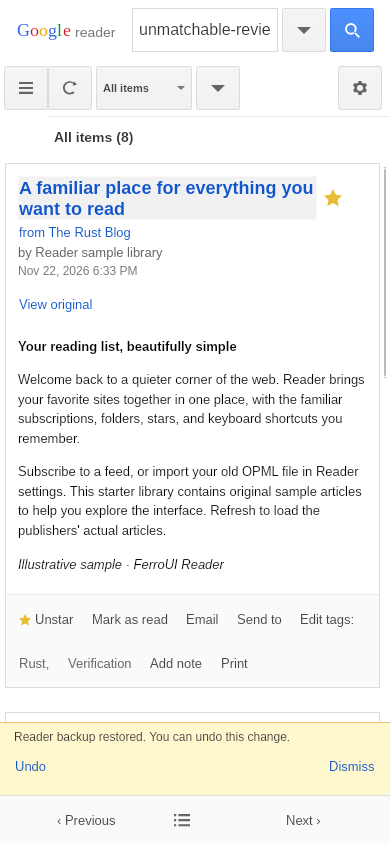 Google reader
unmatchable-revie
All items
All items (8)
A familiar place for everything you
want to read
from The Rust Blog
by Reader sample library
Nov 22, 2026 6:33 PM
View original
Your reading list, beautifully simple
Welcome back to a quieter corner of the web. Reader brings
your favorite sites together in one place, with the familiar
subscriptions, folders, stars, and keyboard shortcuts you
remember.
Subscribe to a feed, or import your old OPML file in Reader
settings. This starter library contains original sample articles
to help you explore the interface. Refresh to load the
publishers' actual articles.
Illustrative sample · FerroUI Reader
Unstar Mark as read Email Send to Edit tags:
Rust, Verification Add note Print
Reader backup restored. You can undo this change.
Undo Dismiss
‹ Previous Next ›